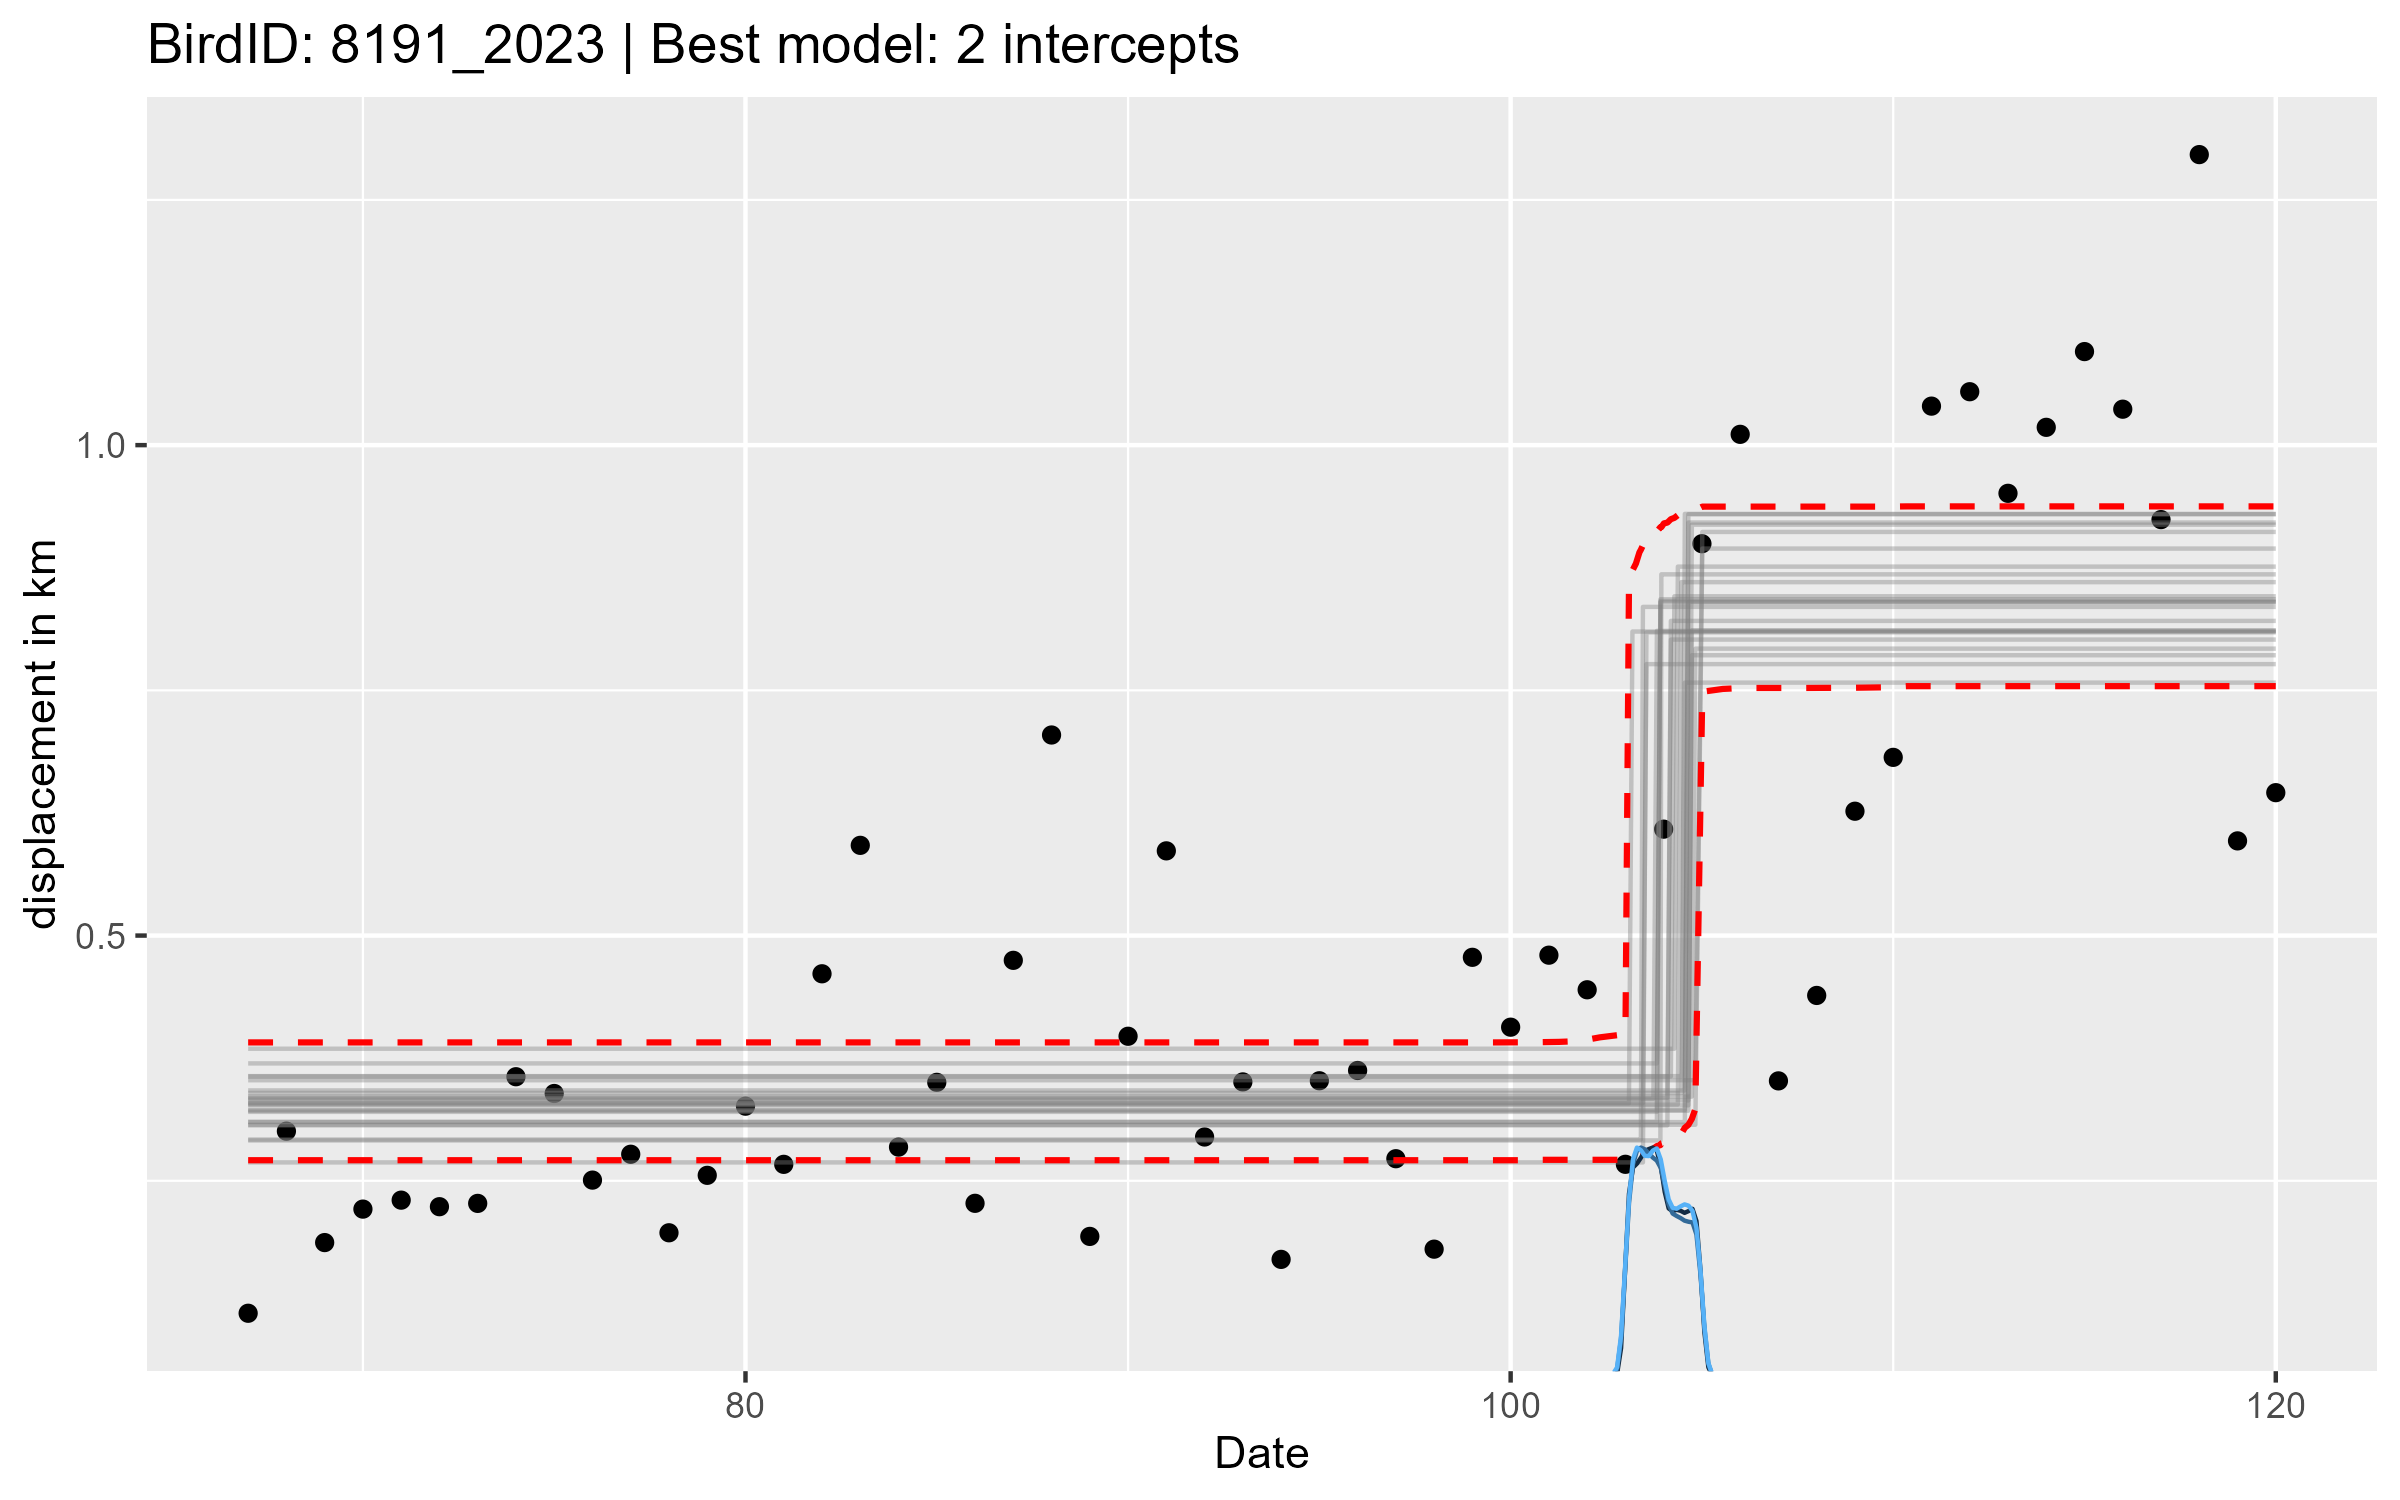 BirdID: 8191_2023 | Best model: 2 intercepts
displacement in km
1.0
0.5
80
100
120
Date